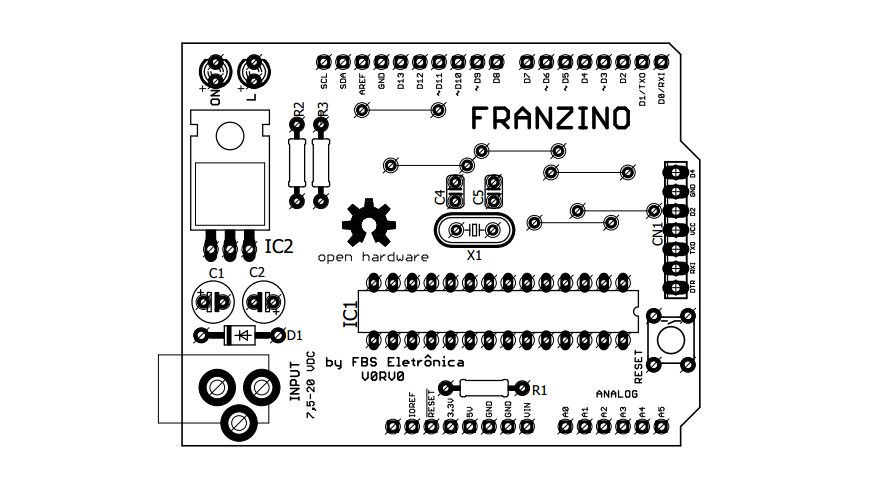 SCL SDA AREF GND D13 D12 ~D11 ~D10 ~D9 D8 D7 ~D6 ~D5 D4 ~D3 D2 D1/TX0 D0/RXI
ON L
R2 R3
FRANZINO
C4 C5
D4
GND
D2
VCC
TXO
RXI
DTR
CN1
IC2
open hardware
X1
C1 C2
IC1
D1
RESET
by FBS Eletrônica
V0RV0
INPUT
7,5-20 VDC
R1
ANALOG
IOREF RESET 3.3V 5V GND GND VIN A0 A1 A2 A3 A4 A5